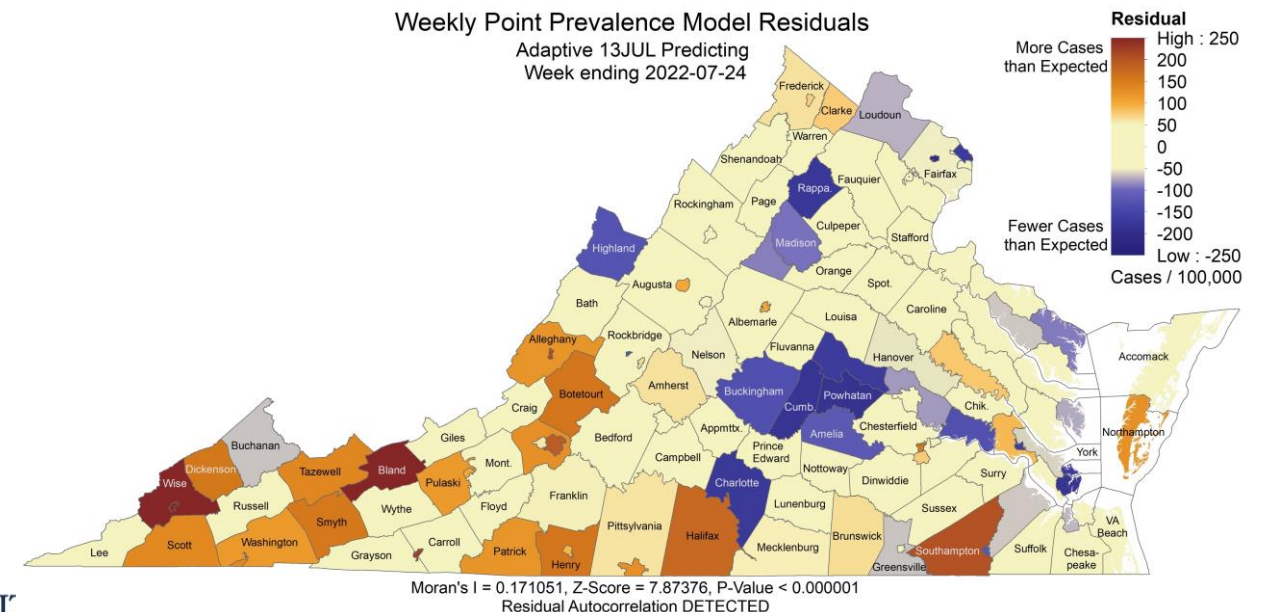 Weekly Point Prevalence Model Residuals
Adaptive 13JUL Predicting
Week ending 2022-07-24
Residual
More Cases
than Expected
High : 250
200
150
100
50
0
-50
-100
-150
-200
Low : -250
Fewer Cases
than Expected
Cases / 100,000
Frederick
Clarke
Loudoun
Warren
Shenandoah
Fairfax
Rappa.
Fauquier
Page
Rockingham
Culpeper
Stafford
Madison
Highland
Orange
Augusta
Spot.
Bath
Caroline
Albemarle
Louisa
Rockbridge
Alleghany
Fluvanna
Nelson
Hanover
Accomack
Amherst
Buckingham
Botetourt
Powhatan
Cumb.
Craig
Chik.
Appmttx.
Chesterfield
Amelia
Northampton
Giles
Bedford
Buchanan
Prince
Edward
York
Campbell
Mont.
Dickenson
Tazewell
Bland
Nottoway
Surry
Wise
Pulaski
Charlotte
Dinwiddie
Franklin
Russell
Wythe
Floyd
Lunenburg
Sussex
Smyth
Pittsylvania
VA
Beach
Halifax
Brunswick
Washington
Carroll
Scott
Patrick
Mecklenburg
Southampton
Suffolk
Lee
Grayson
Henry
Greensville
Chesa-
peake
Moran's I = 0.171051, Z-Score = 7.87376, P-Value < 0.000001
Residual Autocorrelation DETECTED